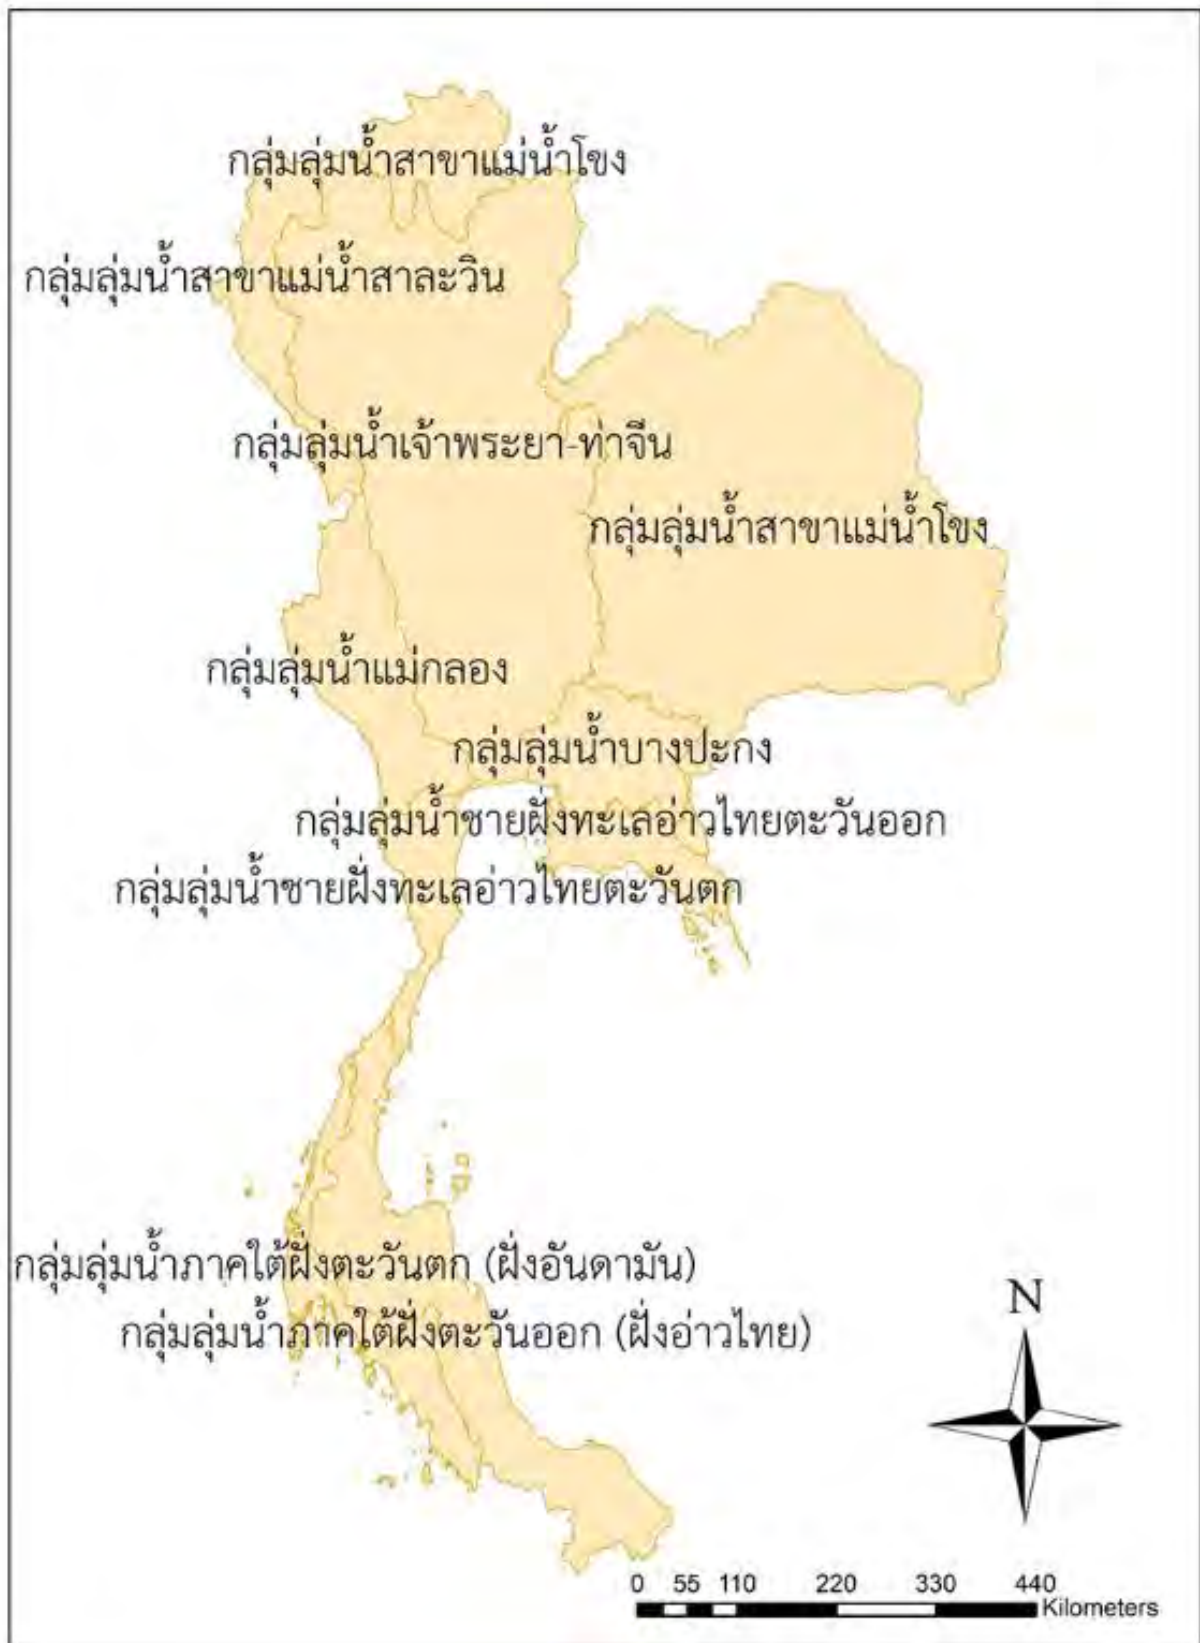 กลุ่มลุ่มน้ำสาขาแม่น้ำโขง
กลุ่มลุ่มน้ำสาขาแม่น้ำสาละวิน
กลุ่มลุ่มน้ำเจ้าพระยา-ท่าจีน
กลุ่มลุ่มน้ำสาขาแม่น้ำโขง
กลุ่มลุ่มน้ำแม่กลอง
กลุ่มลุ่มน้ำบางปะกง
กลุ่มลุ่มน้ำชายฝั่งทะเลอ่าวไทยตะวันออก
กลุ่มลุ่มน้ำชายฝั่งทะเลอ่าวไทยตะวันตก
กลุ่มลุ่มน้ำภาคใต้ฝั่งตะวันตก (ฝั่งอันดามัน)
กลุ่มลุ่มน้ำภาคใต้ฝั่งตะวันออก (ฝั่งอ่าวไทย)
N
0 55 110 220 330 440
Kilometers